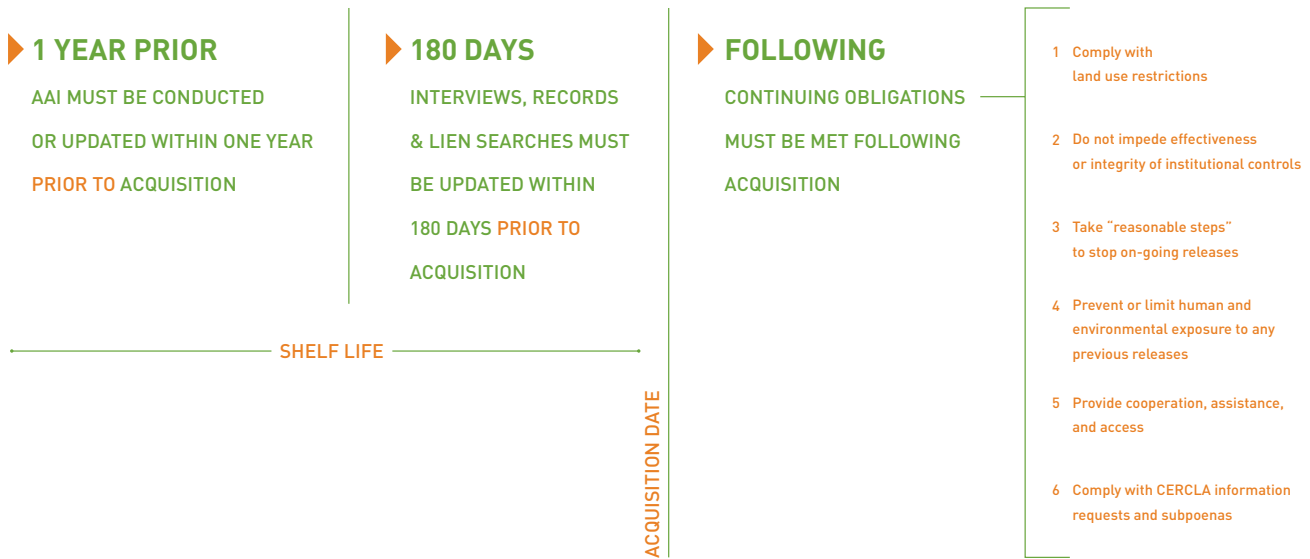 1 YEAR PRIOR
AAI MUST BE CONDUCTED
OR UPDATED WITHIN ONE YEAR
PRIOR TO ACQUISITION
180 DAYS
INTERVIEWS, RECORDS
& LIEN SEARCHES MUST
BE UPDATED WITHIN
180 DAYS PRIOR TO
ACQUISITION
SHELF LIFE
ACQUISITION DATE
FOLLOWING
CONTINUING OBLIGATIONS
MUST BE MET FOLLOWING
ACQUISITION
1 Comply with
land use restrictions
2 Do not impede effectiveness
or integrity of institutional controls
3 Take "reasonable steps"
to stop on-going releases
4 Prevent or limit human and
environmental exposure to any
previous releases
5 Provide cooperation, assistance,
and access
6 Comply with CERCLA information
requests and subpoenas